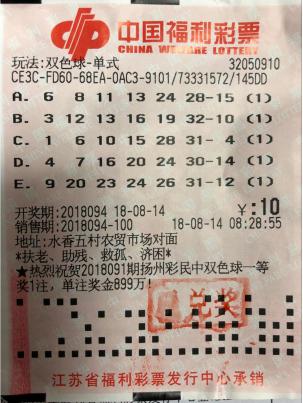 中国福利彩票
CHINA WELFARE LOTTERY
玩法:双色球-单式 32050910
CE3C-FD60-68EA-0AC3-9101/73331572/145DD
A. 6 8 11 13 24 28-15 (1)
B. 3 12 13 16 19 32-10 (1)
C. 1 6 10 15 28 31- 4 (1)
D. 4 7 16 20 24 30-14 (1)
E. 9 20 23 24 26 31-12 (1)
开奖期:2018094 18-08-14 ¥:10
销售期:2018094-100 18-08-14 08:28:55
地址:水香五村农贸市场对面
*扶老、助残、救孤、济困*
★热烈祝贺2018091期扬州彩民中双色球一等
奖1注,单注奖金899万!
兑奖
江苏省福利彩票发行中心承销